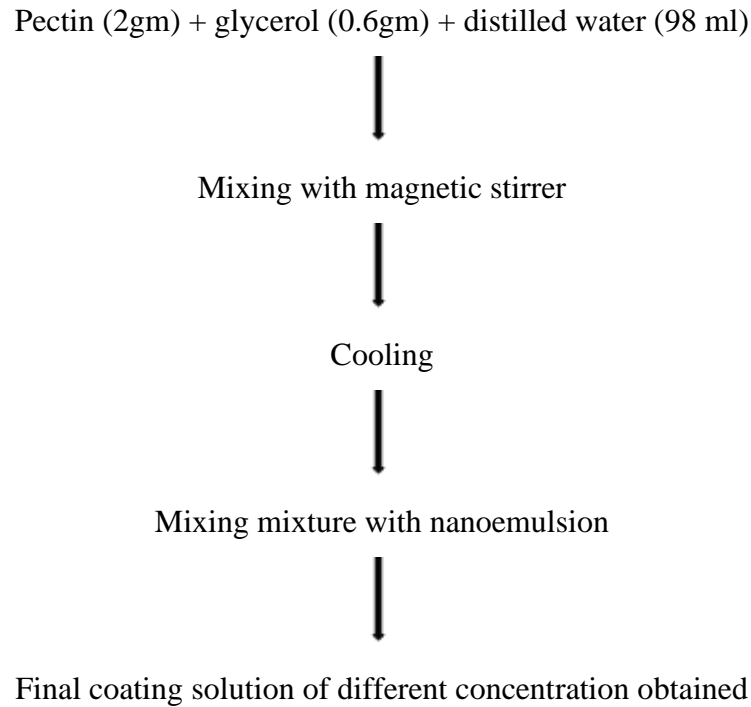 Pectin (2gm) + glycerol (0.6gm) + distilled water (98 ml)
Mixing with magnetic stirrer
Cooling
Mixing mixture with nanoemulsion
Final coating solution of different concentration obtained